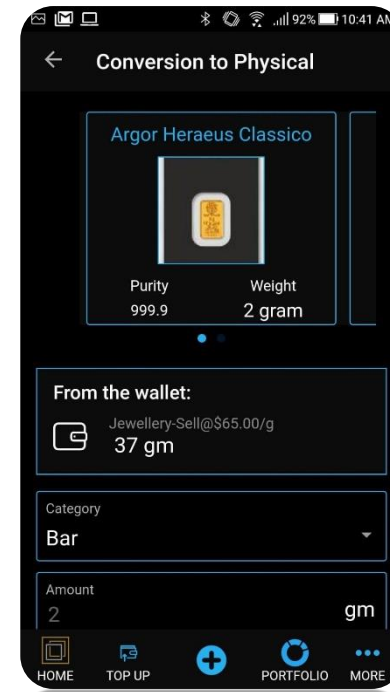 92% 10:41 AM
Conversion to Physical
Argor Heraeus Classico
Purity Weight
999.9 2 gram
From the wallet:
Jewellery-Sell@$65.00/g
37 gm
Category
Bar
Amount
2 gm
HOME TOP UP PORTFOLIO MORE